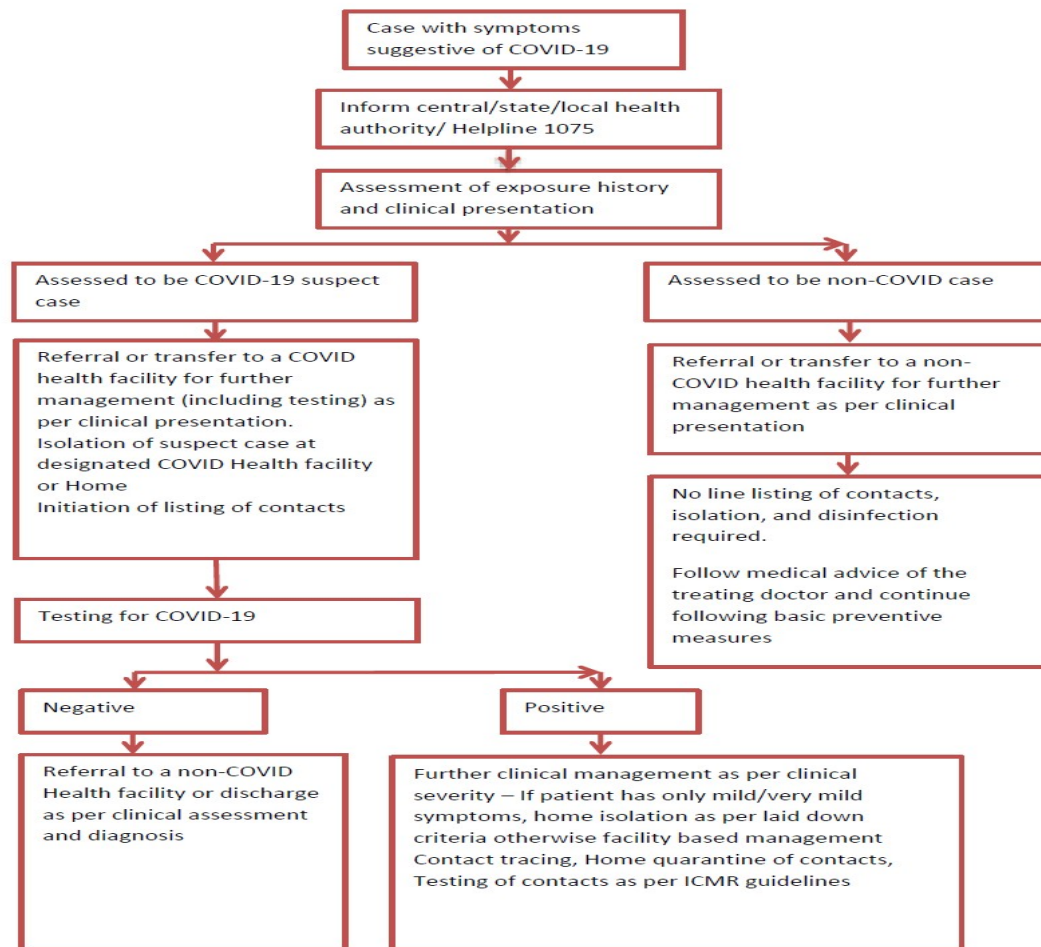 Case with symptoms
suggestive of COVID-19
Inform central/state/local health
authority/ Helpline 1075
Assessment of exposure history
and clinical presentation
Assessed to be COVID-19 suspect
case
Assessed to be non-COVID case
Referral or transfer to a COVID
health facility for further
management (including testing) as
per clinical presentation.
Isolation of suspect case at
designated COVID Health facility
or Home
Initiation of listing of contacts
Referral or transfer to a non-
COVID health facility for further
management as per clinical
presentation
No line listing of contacts,
isolation, and disinfection
required.
Follow medical advice of the
treating doctor and continue
following basic preventive
measures
Testing for COVID-19
Negative
Positive
Referral to a non-COVID
Health facility or discharge
as per clinical assessment
and diagnosis
Further clinical management as per clinical
severity – If patient has only mild/very mild
symptoms, home isolation as per laid down
criteria otherwise facility based management
Contact tracing, Home quarantine of contacts,
Testing of contacts as per ICMR guidelines